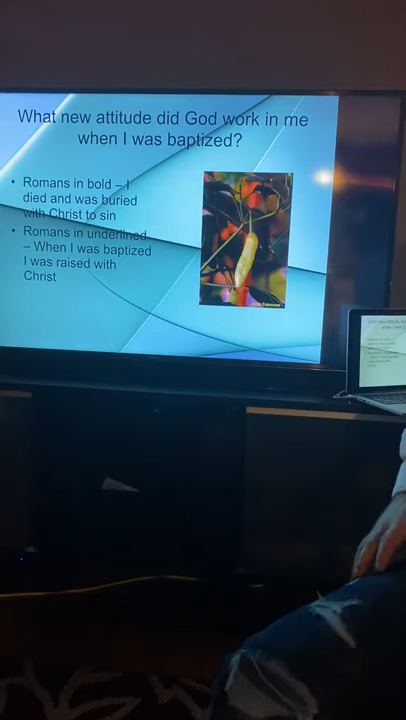 What new attitude did God work in me
when I was baptized?
• Romans in bold – I
died and was buried
with Christ to sin
• Romans in underlined
– When I was baptized
I was raised with
Christ